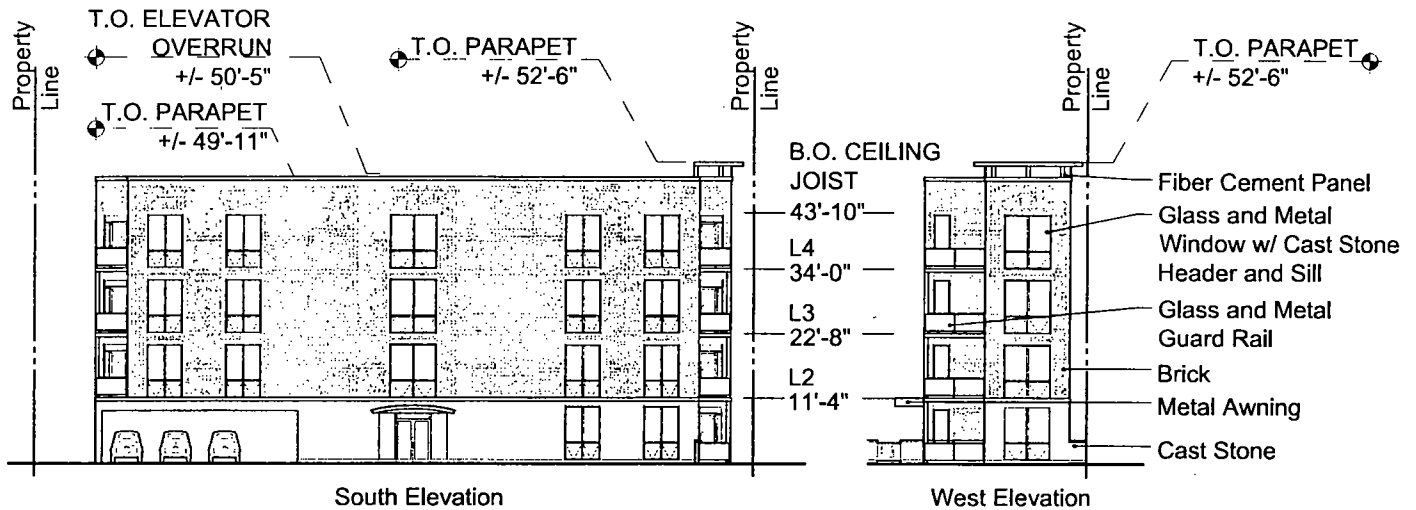 T.O. ELEVATOR
OVERRUN
+/- 50'-5"
T.O. PARAPET
+/- 49'-11"
T.O. PARAPET
+/- 52'-6"
Property
Line
Property
Line
B.O. CEILING
JOIST
43'-10"
L4
34'-0"
L3
22'-8"
L2
11'-4"
South Elevation
Property
Line
T.O. PARAPET
+/- 52'-6"
Fiber Cement Panel
Glass and Metal
Window w/ Cast Stone
Header and Sill
Glass and Metal
Guard Rail
Brick
Metal Awning
Cast Stone
West Elevation